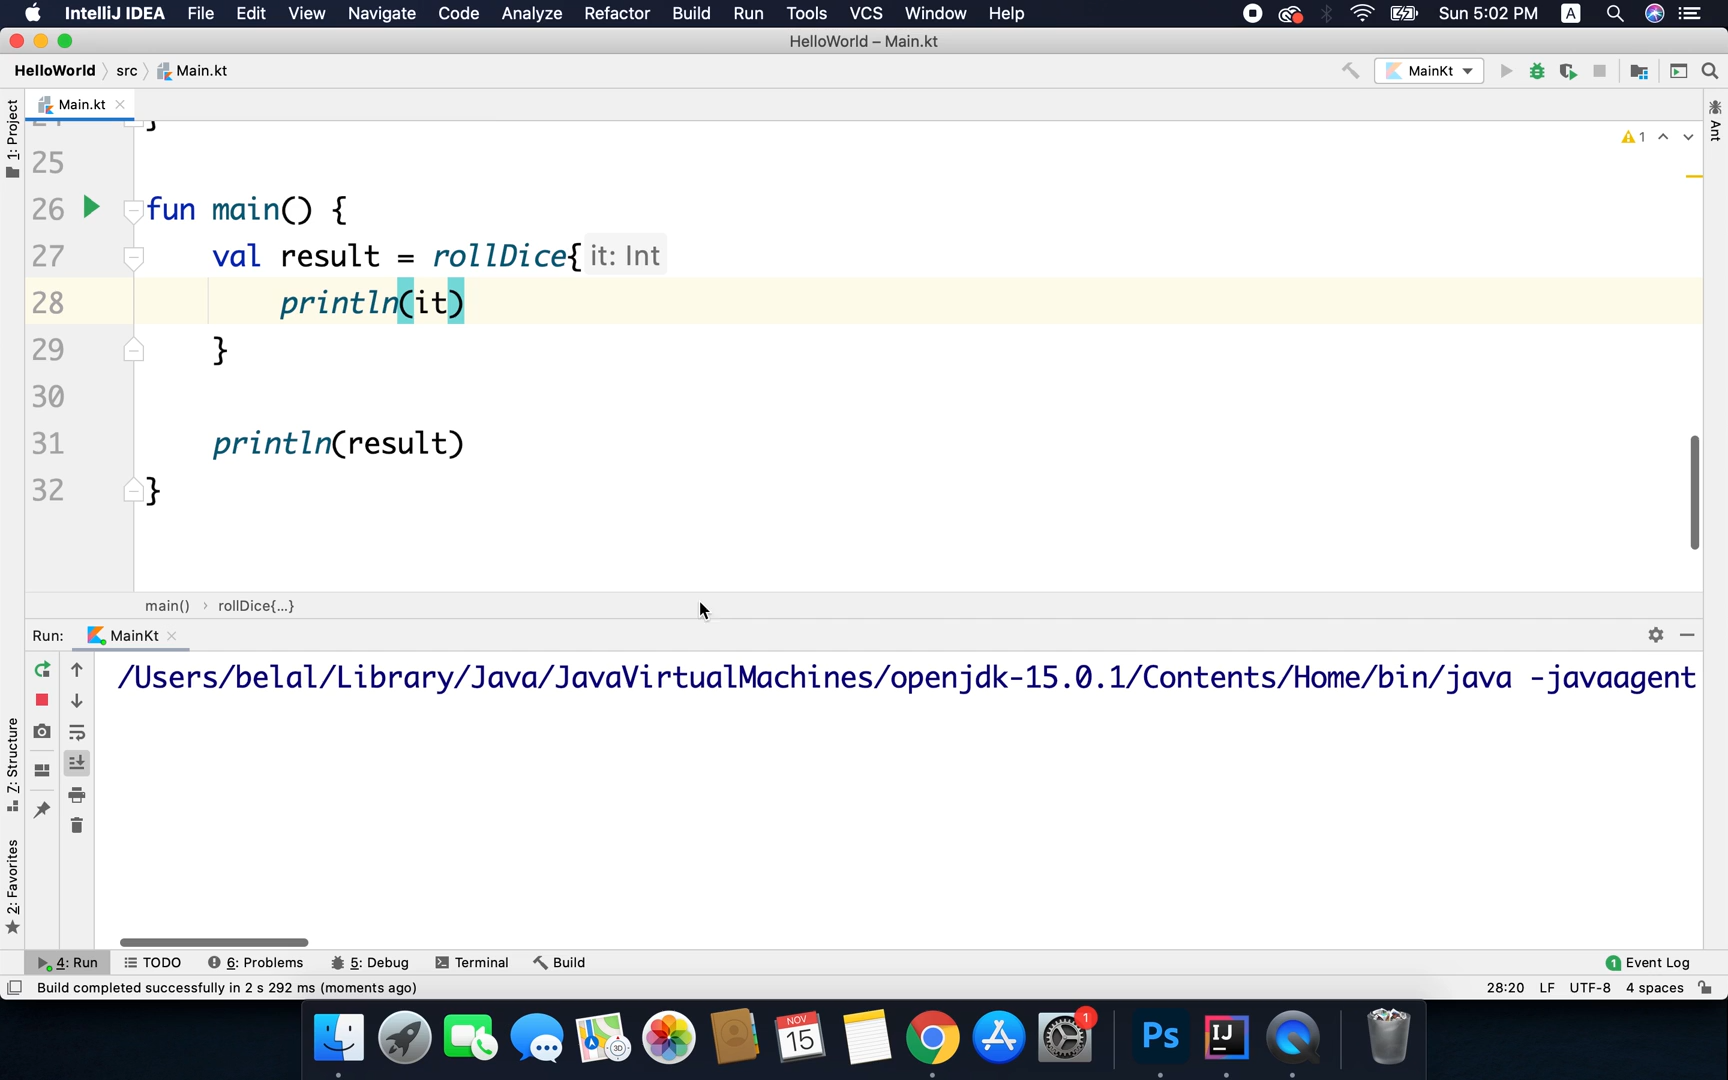 IntelliJ IDEA File Edit View Navigate Code Analyze Refactor Build Run Tools VCS Window Help Sun 5:02 PM A
HelloWorld – Main.kt
HelloWorld src Main.kt MainKt
1: Project
Main.kt
Ant
1
25
26 fun main() {
27 val result = rollDice{ it: Int
28 println(it)
29 }
30
31 println(result)
32 }
main() rollDice{...}
Run: MainKt
/Users/belal/Library/Java/JavaVirtualMachines/openjdk-15.0.1/Contents/Home/bin/java -javaagent
Z: Structure
2: Favorites
4: Run TODO 6: Problems 5: Debug Terminal Build 1 Event Log
Build completed successfully in 2 s 292 ms (moments ago) 28:20 LF UTF-8 4 spaces
3D
NOV
15
1
Ps
IJ